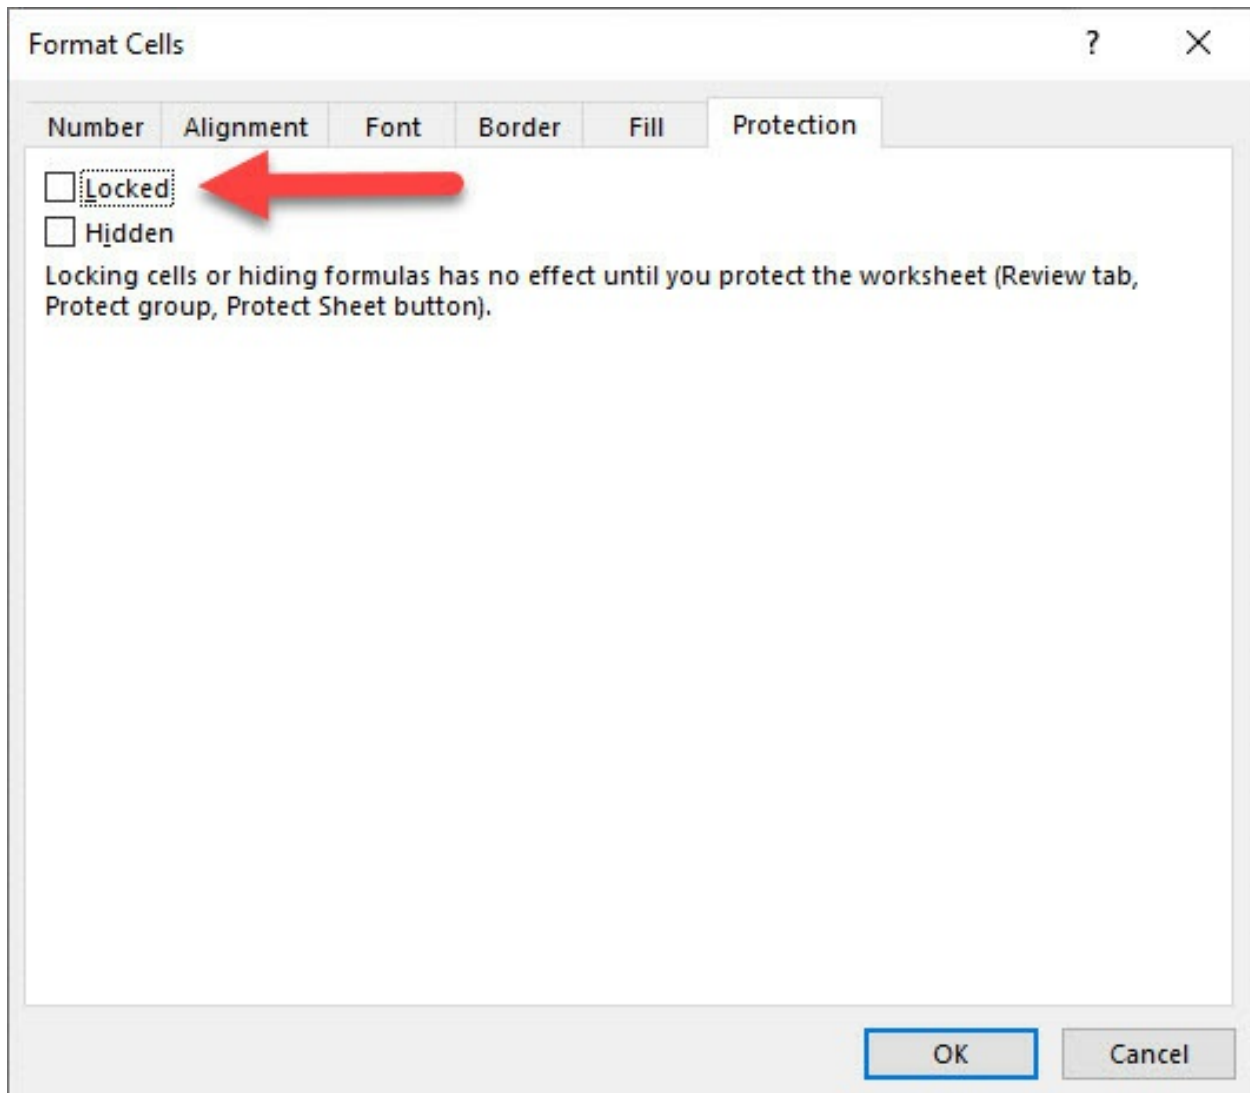 Format Cells ?
Number Alignment Font Border Fill Protection
Locked
Hidden
Locking cells or hiding formulas has no effect until you protect the worksheet (Review tab,
Protect group, Protect Sheet button).
OK Cancel